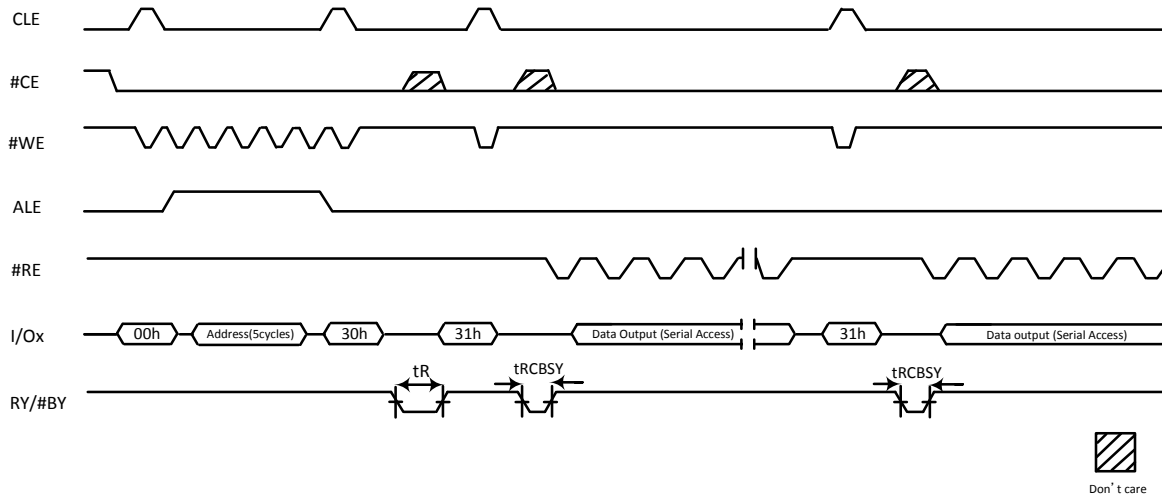 CLE
#CE
#WE
ALE
#RE
I/Ox 00h Address(5cycles) 30h 31h Data Output (Serial Access) 31h Data output (Serial Access)
tR tRCBSY tRCBSY
RY/#BY
Don't care